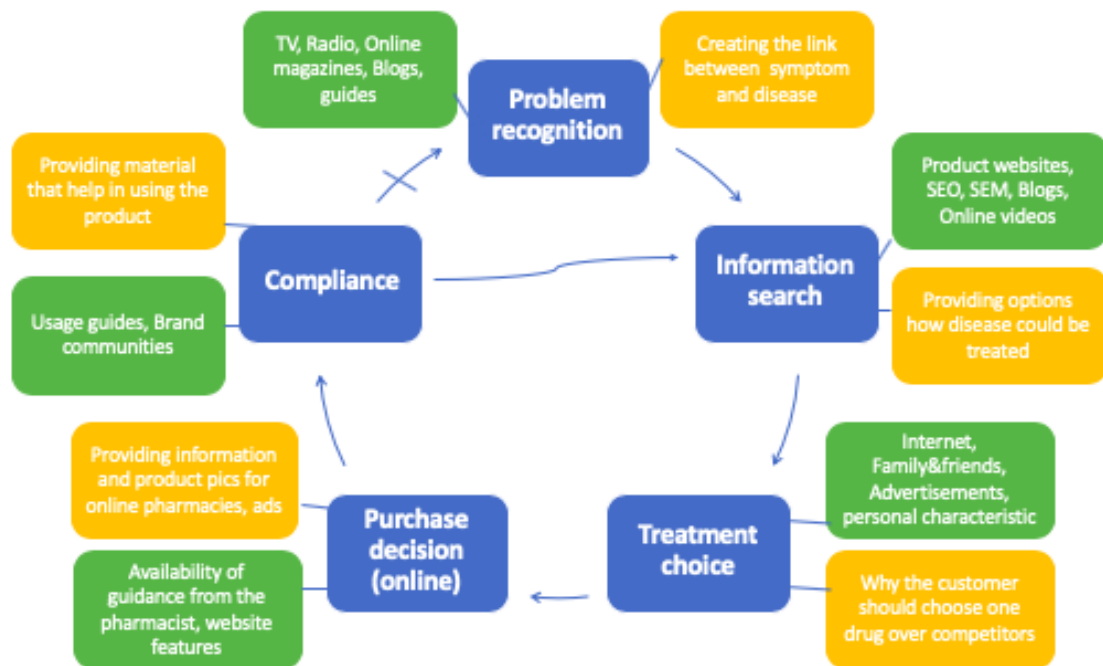 TV, Radio, Online
magazines, Blogs,
guides
Problem
recognition
Creating the link
between symptom
and disease
Providing material
that help in using the
product
Compliance
Usage guides, Brand
communities
Information
search
Product websites,
SEO, SEM, Blogs,
Online videos
Providing options
how disease could be
treated
Providing information
and product pics for
online pharmacies, ads
Availability of
guidance from the
pharmacist, website
features
Purchase
decision
(online)
Treatment
choice
Internet,
Family&friends,
Advertisements,
personal characteristic
Why the customer
should choose one
drug over competitors